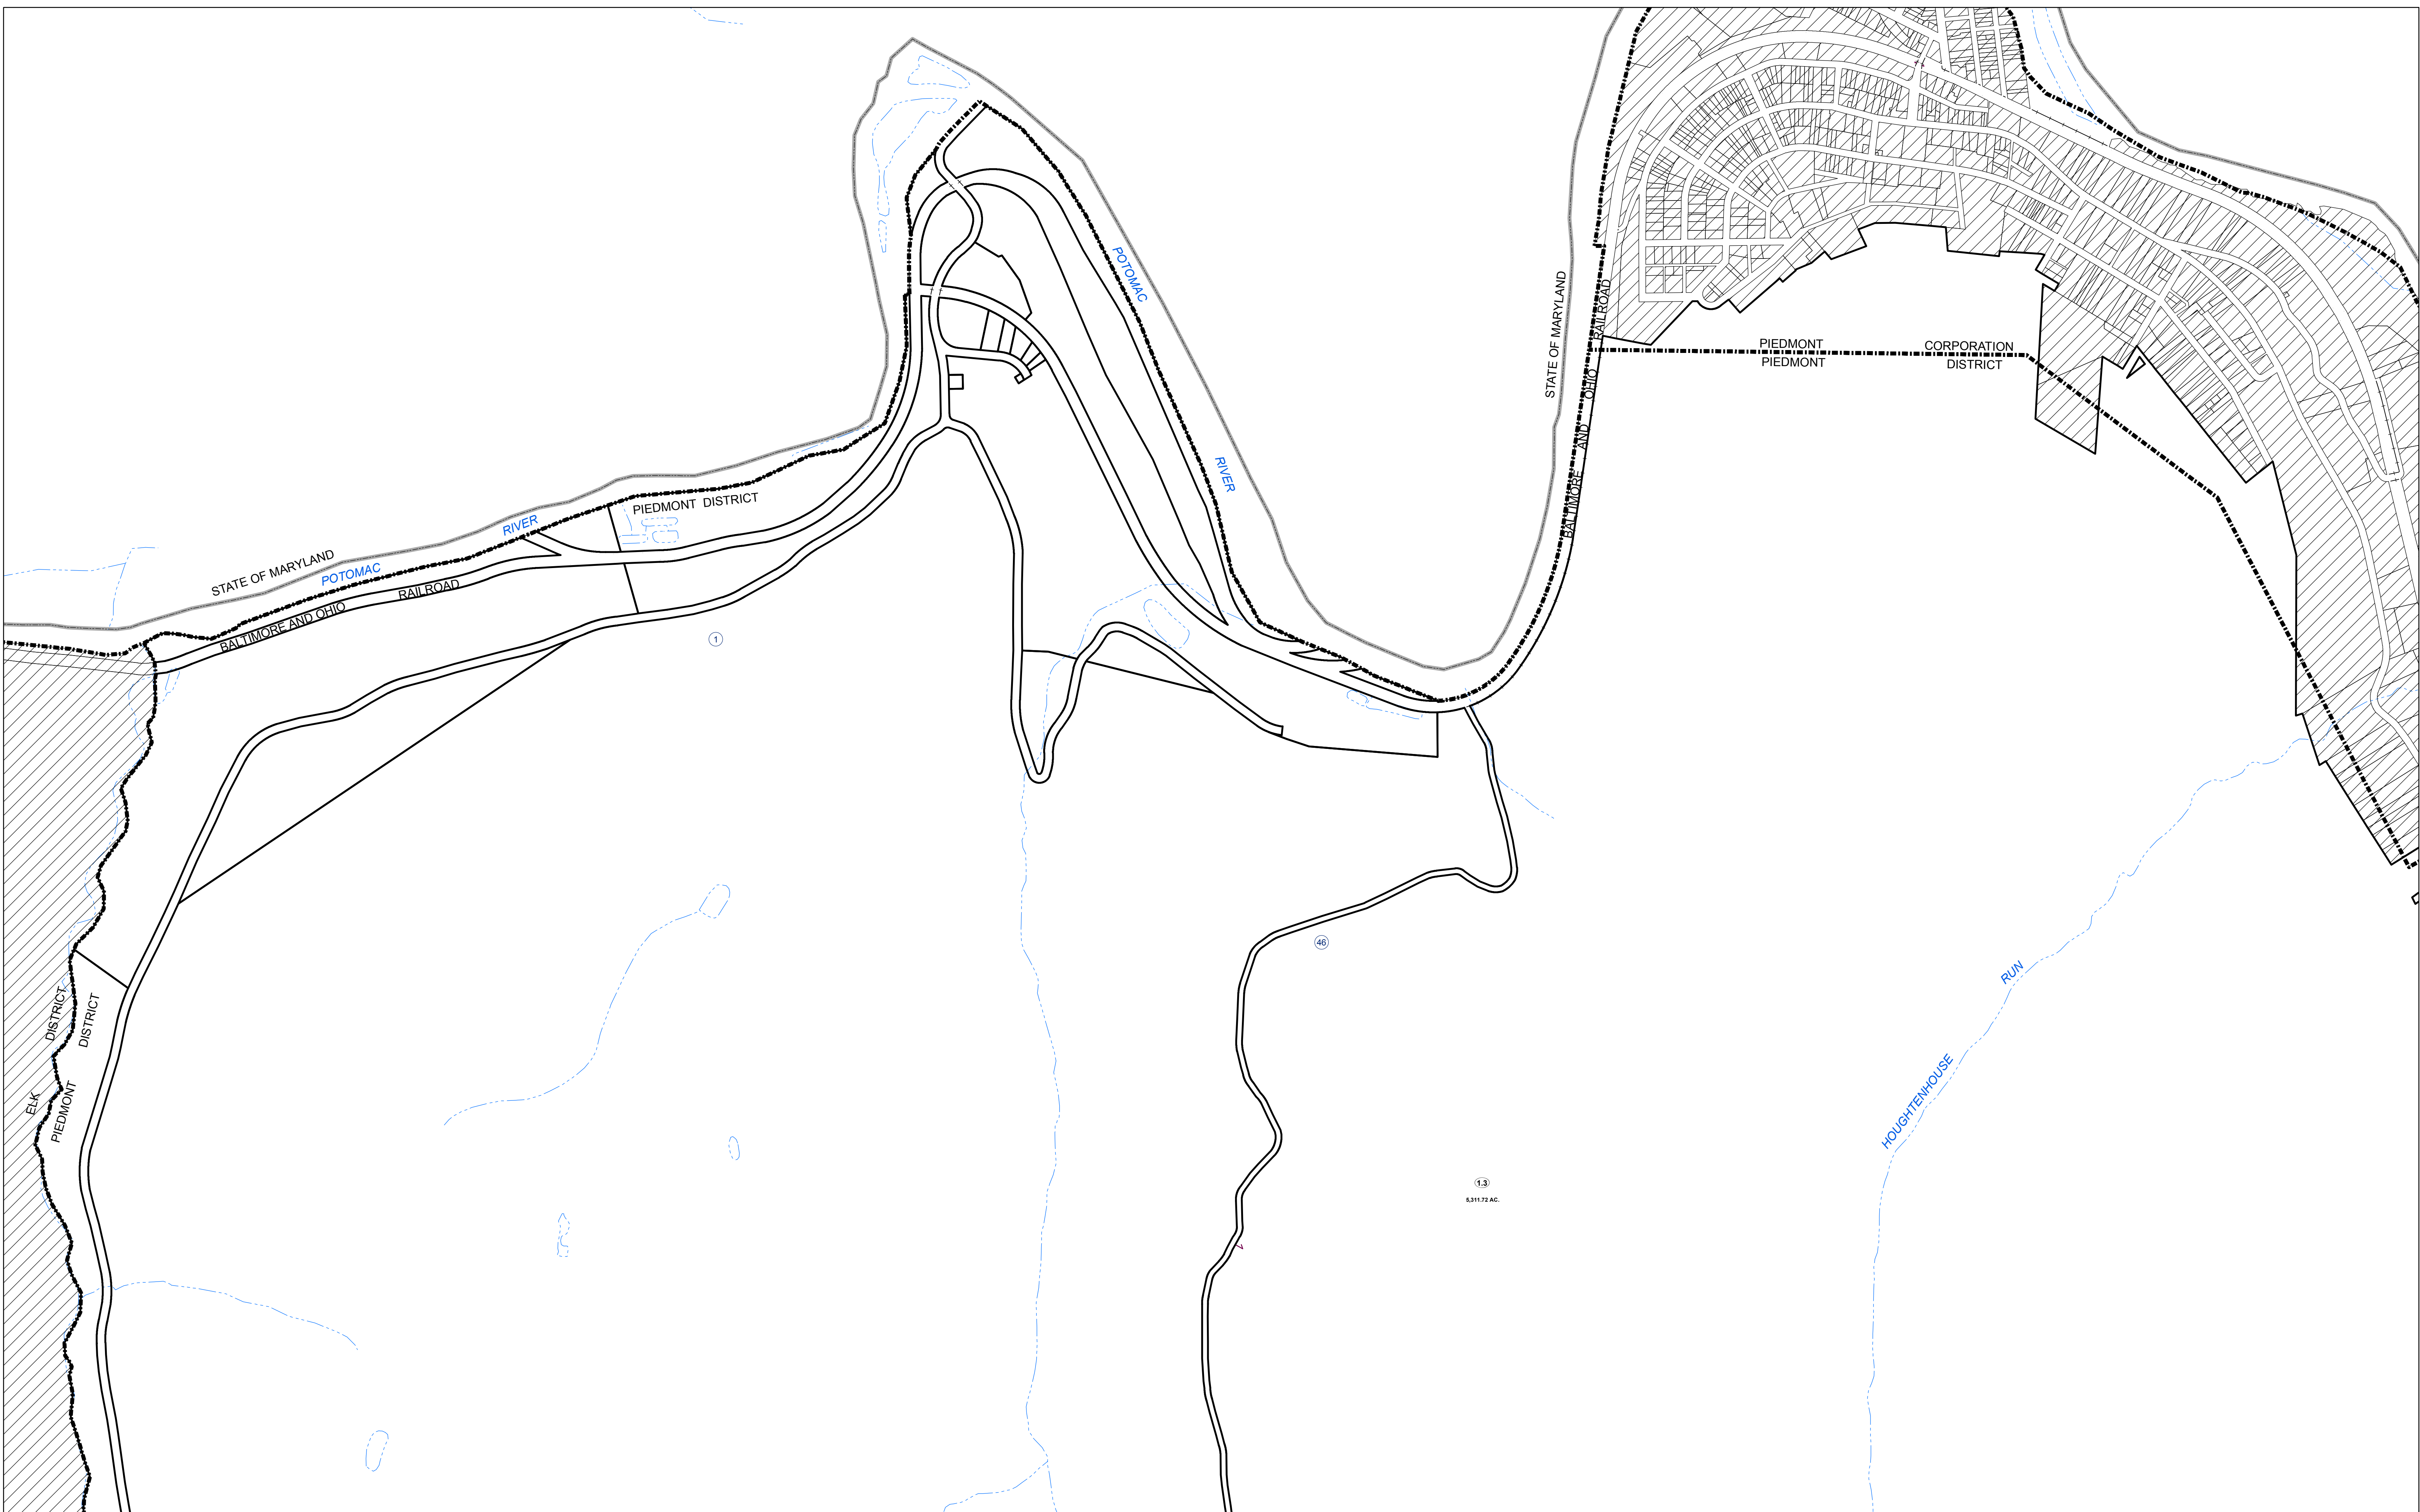 POTOMAC
RIVER
STATE OF MARYLAND
BALTIMORE AND OHIO RAILROAD
PIEDMONT CORPORATION
PIEDMONT DISTRICT
PIEDMONT DISTRICT
STATE OF MARYLAND
POTOMAC RIVER
BALTIMORE AND OHIO RAILROAD
1
46
ELK DISTRICT
PIEDMONT DISTRICT
HOUGHTENHOUSE RUN
1.3
5,311.72 AC.
7